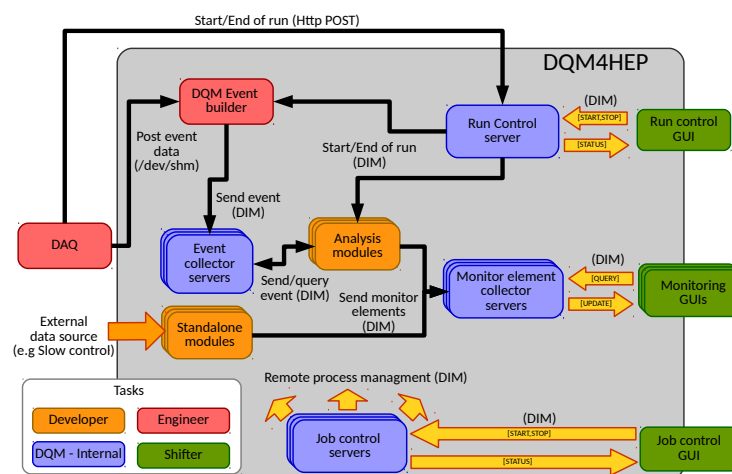 Start/End of run (Http POST)
DQM4HEP
DQM Event
builder
(DIM)
[START,STOP]
[STATUS]
Run Control
server
Run control
GUI
Post event
data
(/dev/shm)
Start/End of run
(DIM)
Send event
(DIM)
DAQ
Event
collector
servers
Analysis
modules
Send/query
event (DIM)
Monitor element
collector
servers
(DIM)
[QUERY]
[UPDATE]
Monitoring
GUIs
Send monitor
elements
(DIM)
External
data source
(e.g Slow control)
Standalone
modules
Tasks
Developer
Engineer
DQM - Internal
Shifter
Remote process managment (DIM)
Job control
servers
(DIM)
[START,STOP]
[STATUS]
Job control
GUI